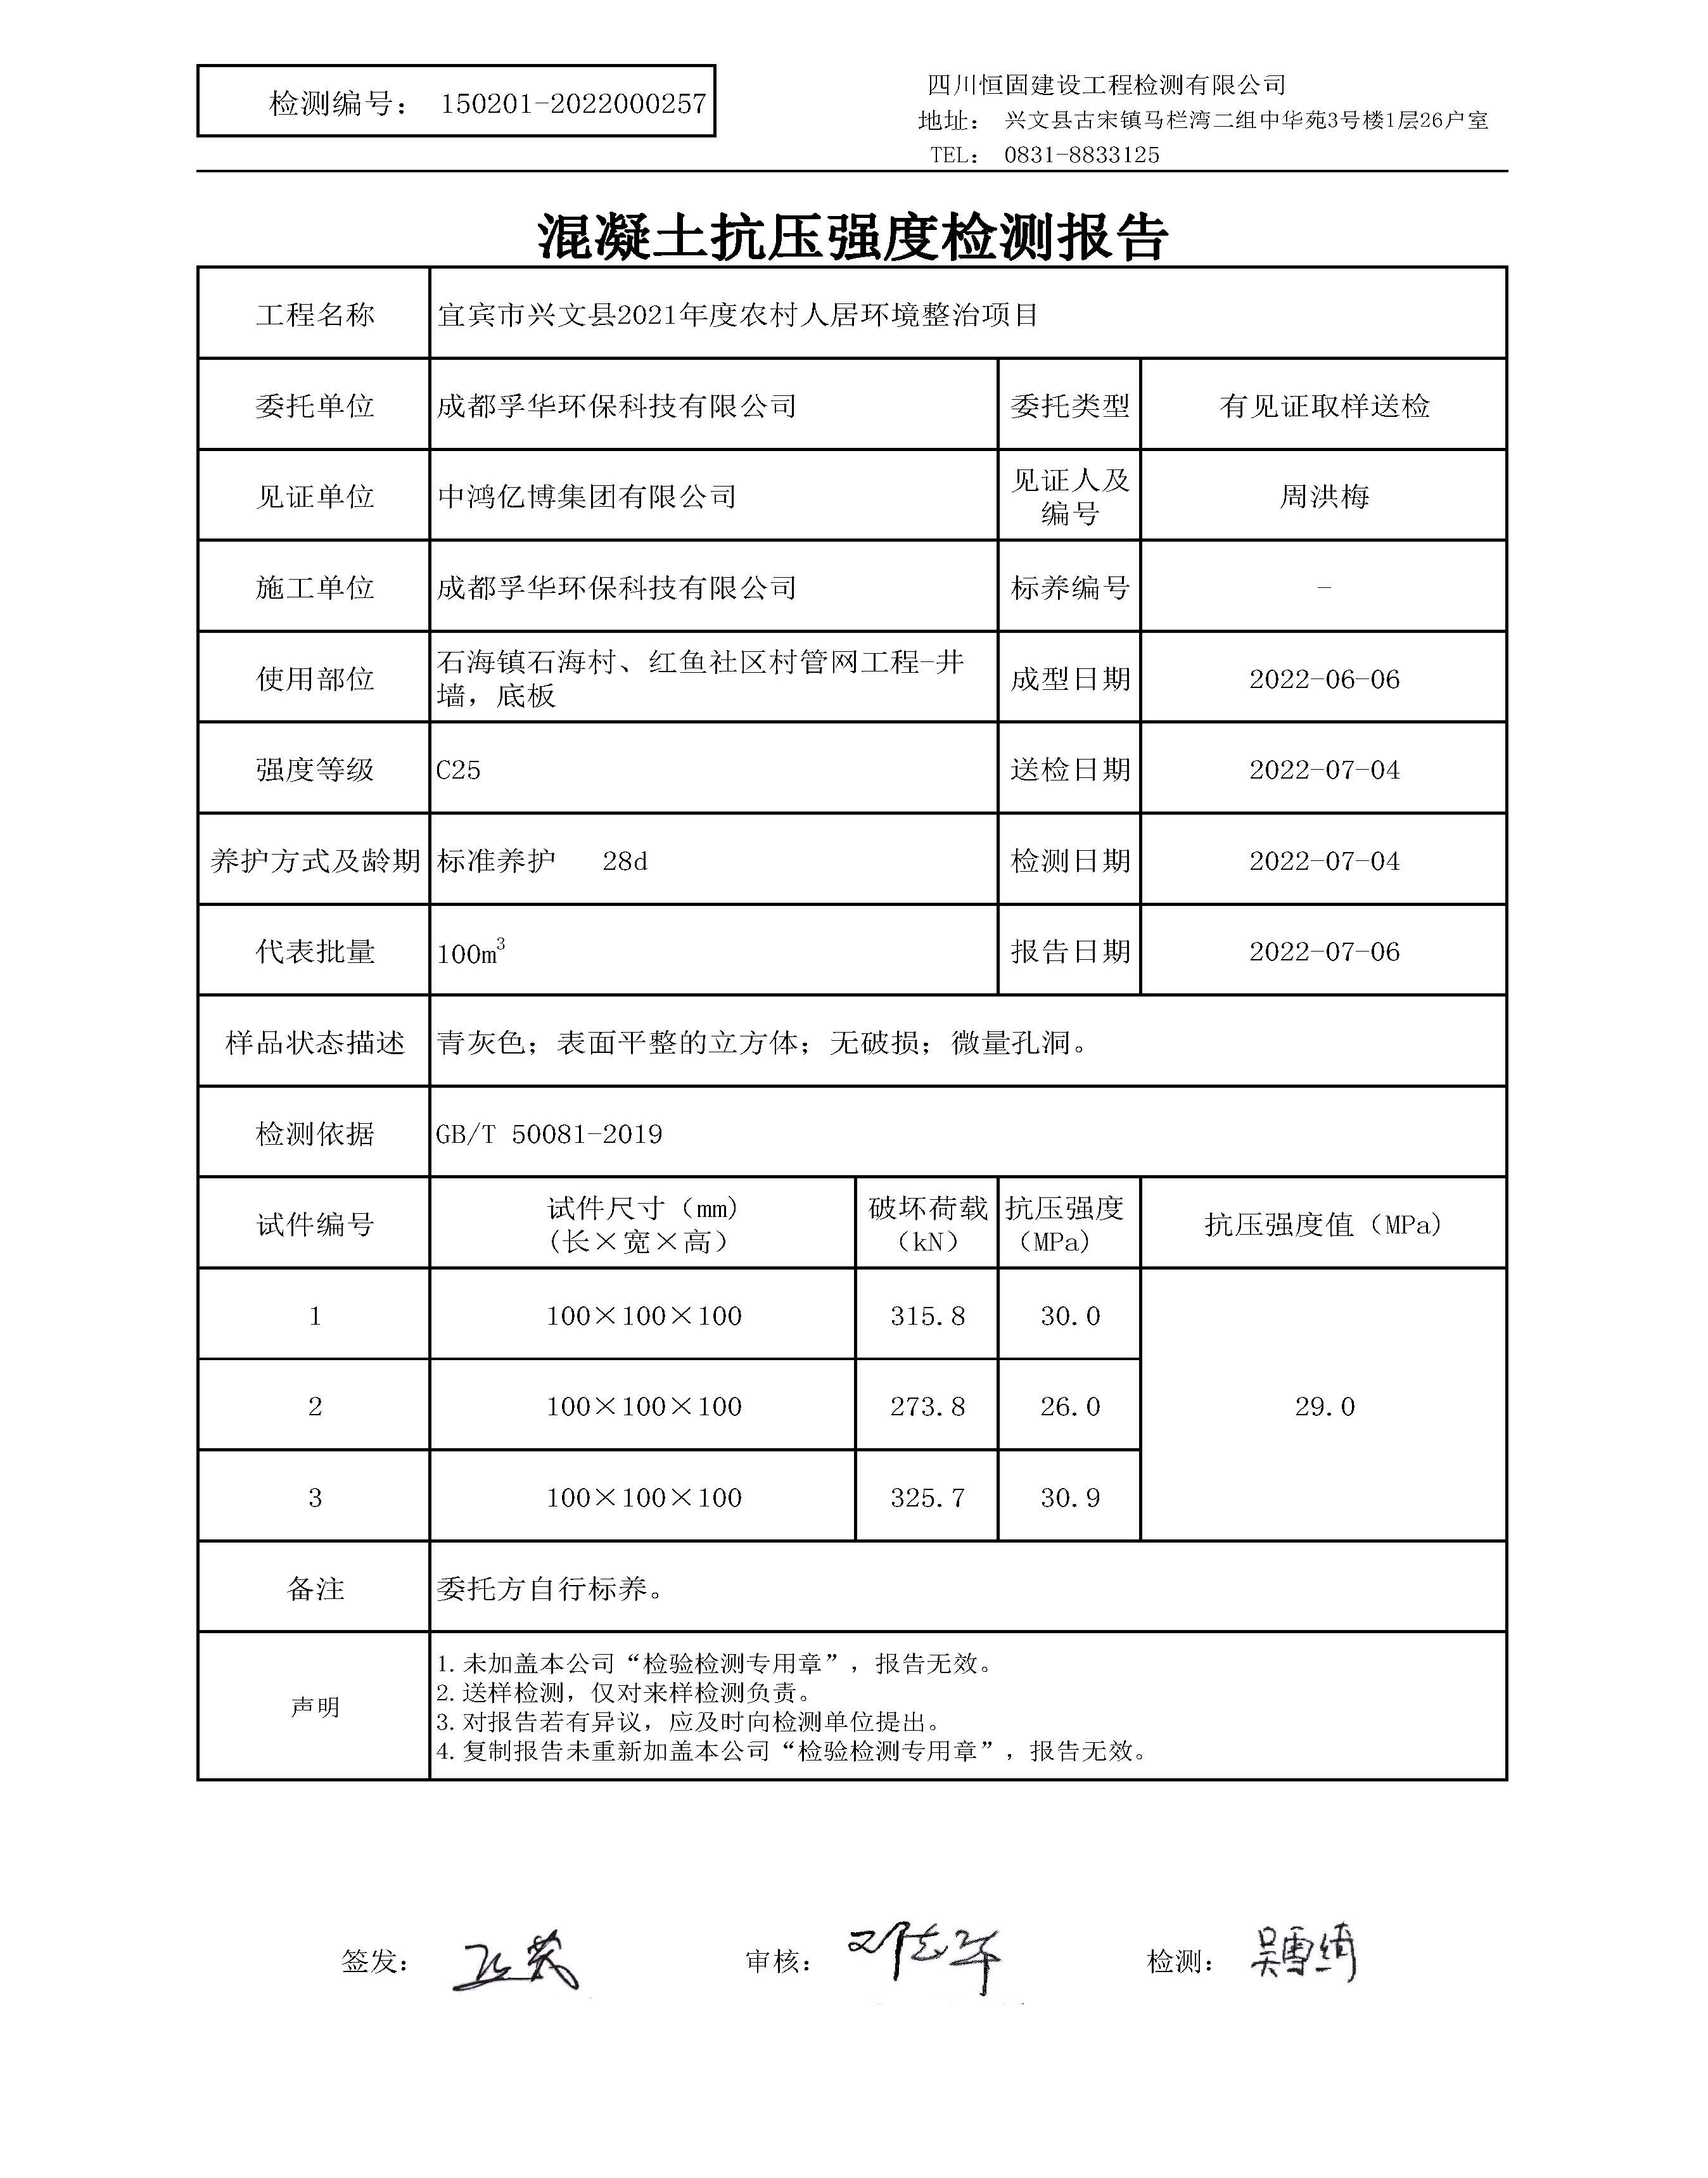 检测编号： 150201-2022000257
四川恒固建设工程检测有限公司
地址： 兴文县古宋镇马栏湾二组中华苑3号楼1层26户室
TEL： 0831-8833125
混凝土抗压强度检测报告
工程名称 宜宾市兴文县2021年度农村人居环境整治项目
委托单位 成都孚华环保科技有限公司 委托类型 有见证取样送检
见证单位 中鸿亿博集团有限公司 见证人及编号 周洪梅
施工单位 成都孚华环保科技有限公司 标养编号 -
使用部位 石海镇石海村、红鱼社区村管网工程-井墙，底板 成型日期 2022-06-06
强度等级 C25 送检日期 2022-07-04
养护方式及龄期 标准养护 28d 检测日期 2022-07-04
代表批量 100m³ 报告日期 2022-07-06
样品状态描述 青灰色；表面平整的立方体；无破损；微量孔洞。
检测依据 GB/T 50081-2019
试件编号 试件尺寸（mm）（长×宽×高） 破坏荷载（kN） 抗压强度（MPa） 抗压强度值（MPa）
1 100×100×100 315.8 30.0
2 100×100×100 273.8 26.0 29.0
3 100×100×100 325.7 30.9
备注 委托方自行标养。
声明
1.未加盖本公司“检验检测专用章”，报告无效。
2.送样检测，仅对来样检测负责。
3.对报告若有异议，应及时向检测单位提出。
4.复制报告未重新加盖本公司“检验检测专用章”，报告无效。
签发： 审核： 检测： 吴雪绮